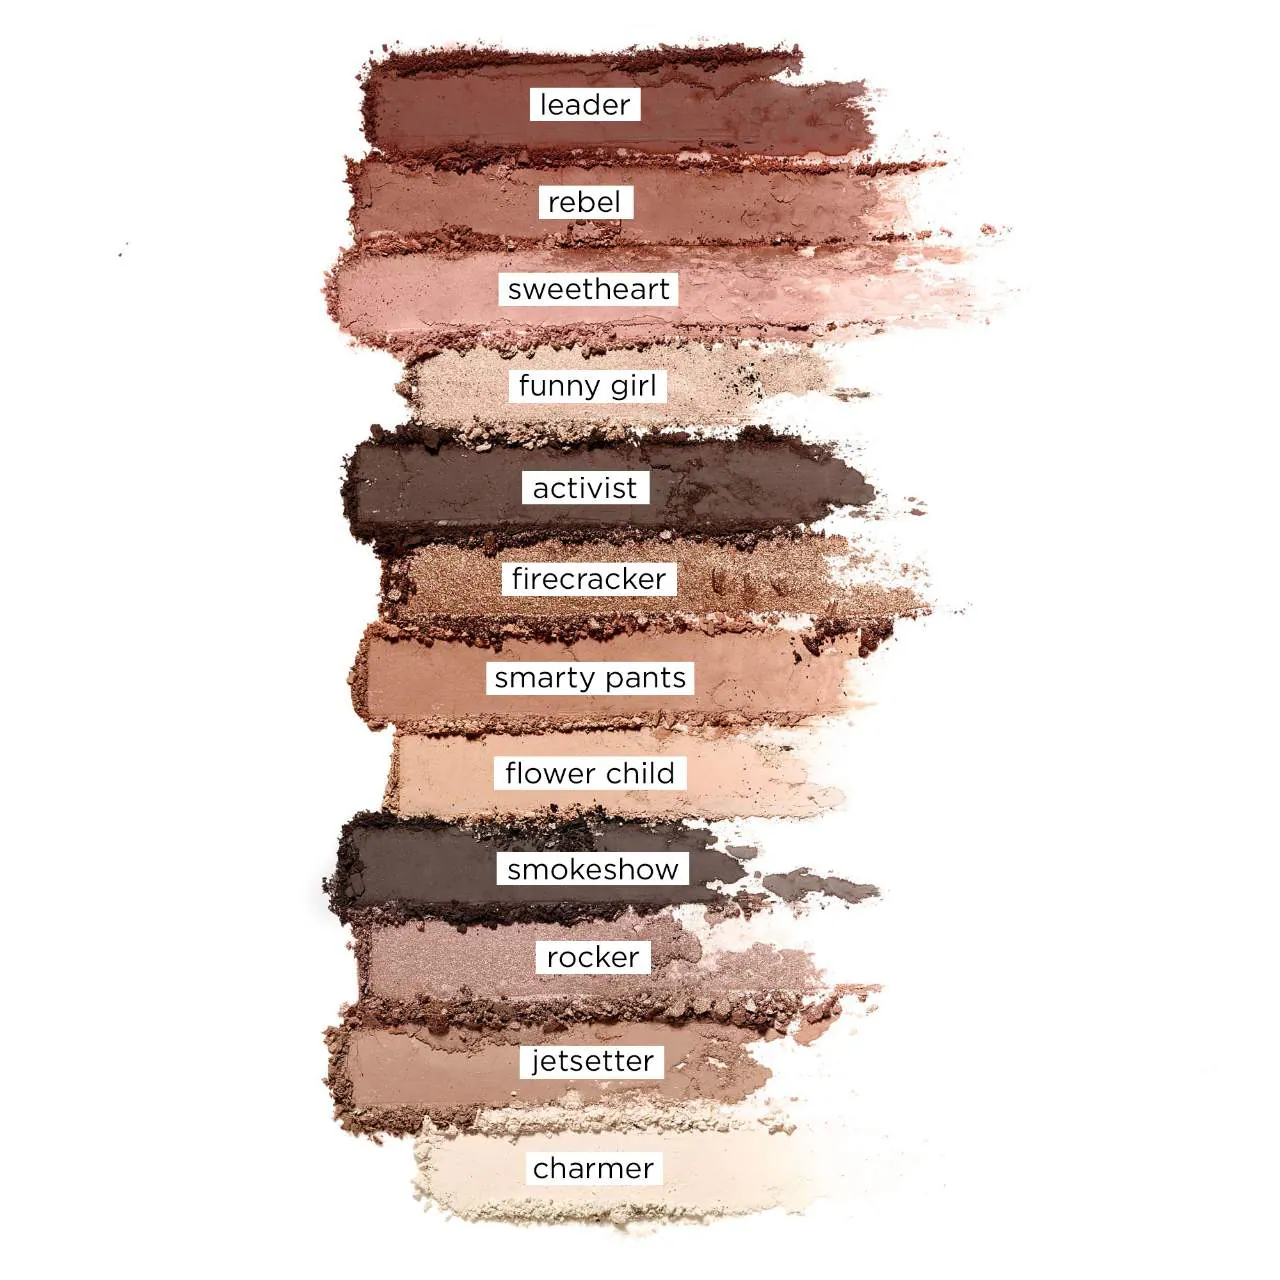 leader
rebel
sweetheart
funny girl
activist
firecracker
smarty pants
flower child
smokeshow
rocker
jetsetter
charmer